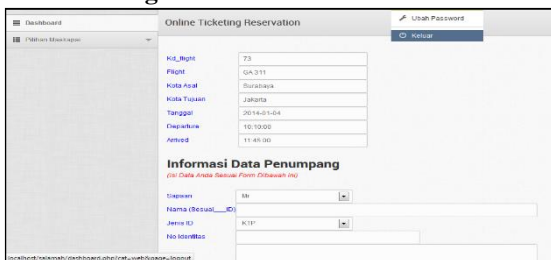 Dashboard
Pilihan Maskapai
Online Ticketing Reservation
Ubah Password
Keluar
Kd_flight 73
Flight GA 311
Kota Asal Surabaya
Kota Tujuan Jakarta
Tanggal 2014-01-04
Departure 10:10:00
Arrived 11:45:00
Informasi Data Penumpang
(Isi Data Anda Sesuai Form Dibawah Ini)
Sapaan Mr
Nama (Sesuai___ID)
Jenis ID KTP
No Identitas
localhost/salamah/dashboard.php?cat=web&page=logout